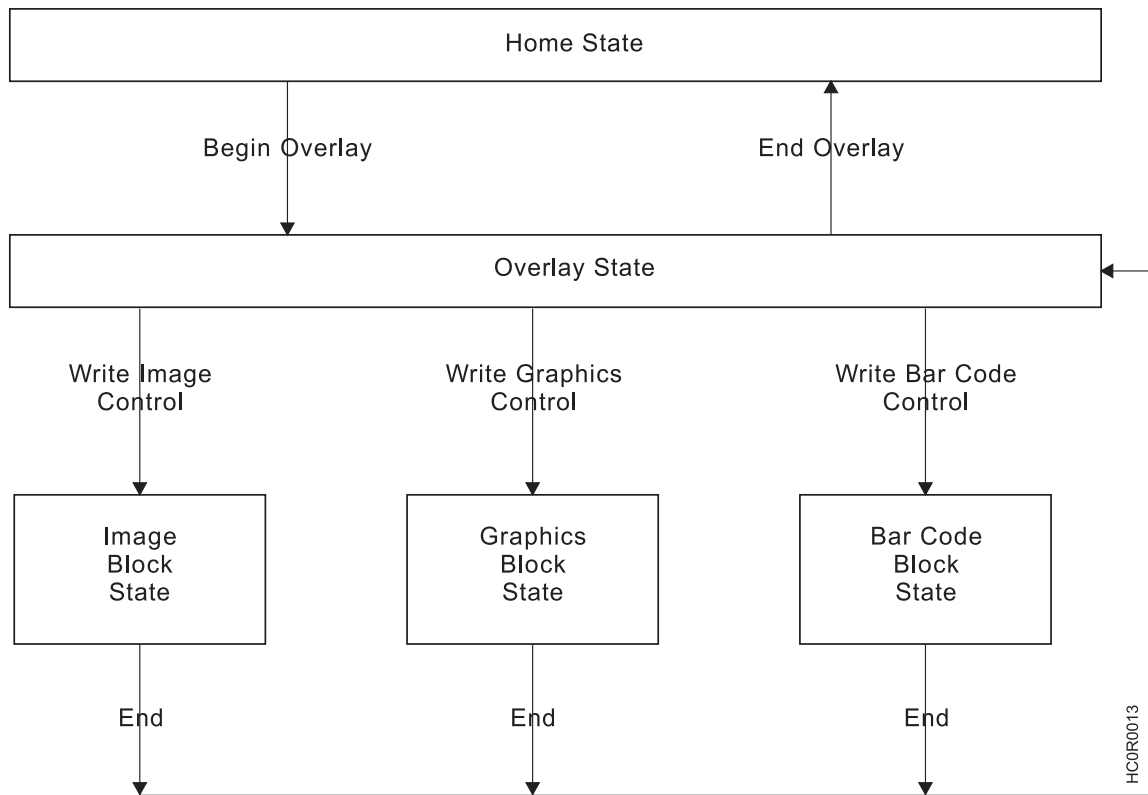 Home State
Begin Overlay
End Overlay
Overlay State
Write Image
Control
Write Graphics
Control
Write Bar Code
Control
Image
Block
State
Graphics
Block
State
Bar Code
Block
State
End
End
End
HC0R0013